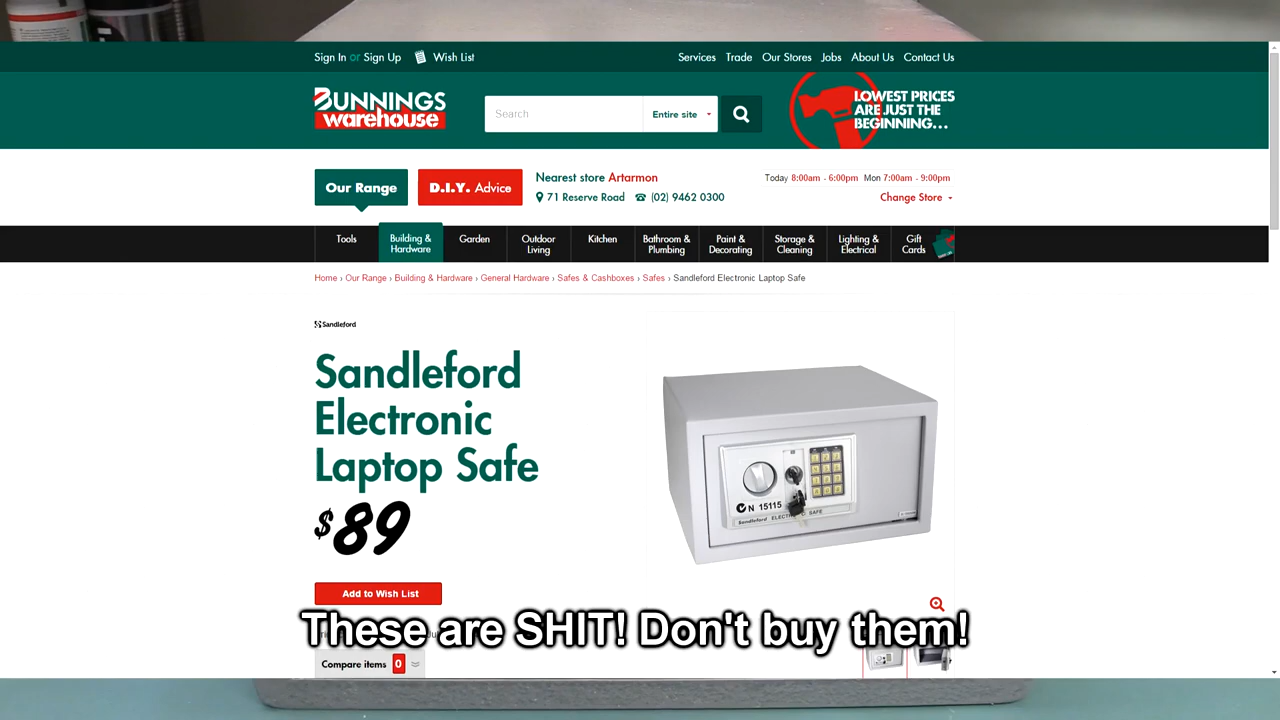 Sign In or Sign Up
Wish List
Services Trade Our Stores Jobs About Us Contact Us
BUNNINGS
warehouse
Search
Entire site
LOWEST PRICES
ARE JUST THE
BEGINNING...
Our Range
D.I.Y. Advice
Nearest store Artarmon
71 Reserve Road (02) 9462 0300
Today 8:00am - 6:00pm Mon 7:00am - 9:00pm
Change Store
Tools
Building &
Hardware
Garden
Outdoor
Living
Kitchen
Bathroom &
Plumbing
Paint &
Decorating
Storage &
Cleaning
Lighting &
Electrical
Gift
Cards
Home › Our Range › Building & Hardware › General Hardware › Safes & Cashboxes › Safes › Sandleford Electronic Laptop Safe
Sandleford
Sandleford
Electronic
Laptop Safe
$89
N 15115
Sandleford
SAFE
Add to Wish List
These are SHIT! Don't buy them!
Compare items 0